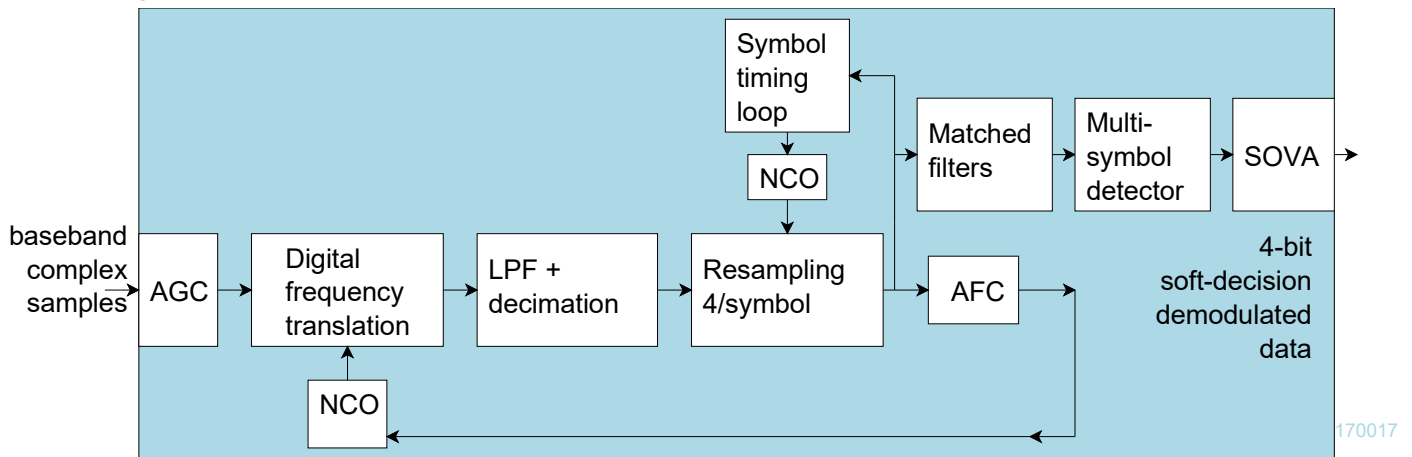 Symbol
timing
loop
NCO
Matched
filters
Multi-
symbol
detector
SOVA
baseband
complex
samples
AGC
Digital
frequency
translation
LPF +
decimation
Resampling
4/symbol
AFC
4-bit
soft-decision
demodulated
data
NCO
170017